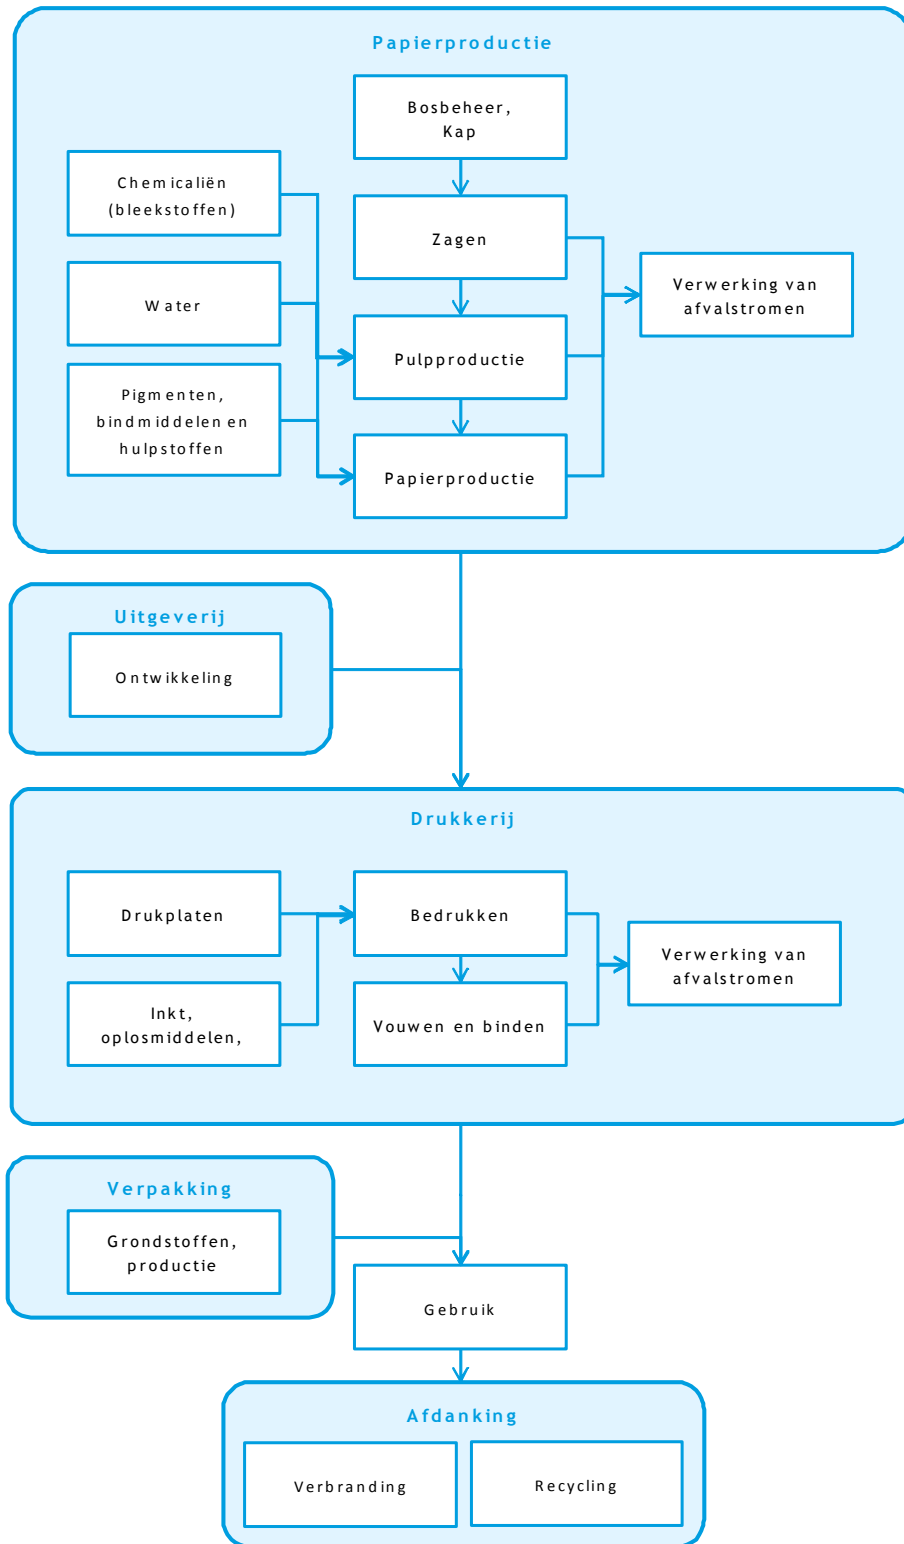 Papierproductie
Bosbeheer,
Kap
Chemicaliën
(bleekstoffen)
Zagen
Water
Verwerking van
afvalstromen
Pulpproductie
Pigmenten,
bindmiddelen en
hulpstoffen
Papierproductie
Uitgeverij
Ontwikkeling
Drukkerij
Drukplaten
Bedrukken
Verwerking van
afvalstromen
Inkt,
oplosmiddelen,
Vouwen en binden
Verpakking
Grondstoffen,
productie
Gebruik
Afdanking
Verbranding
Recycling